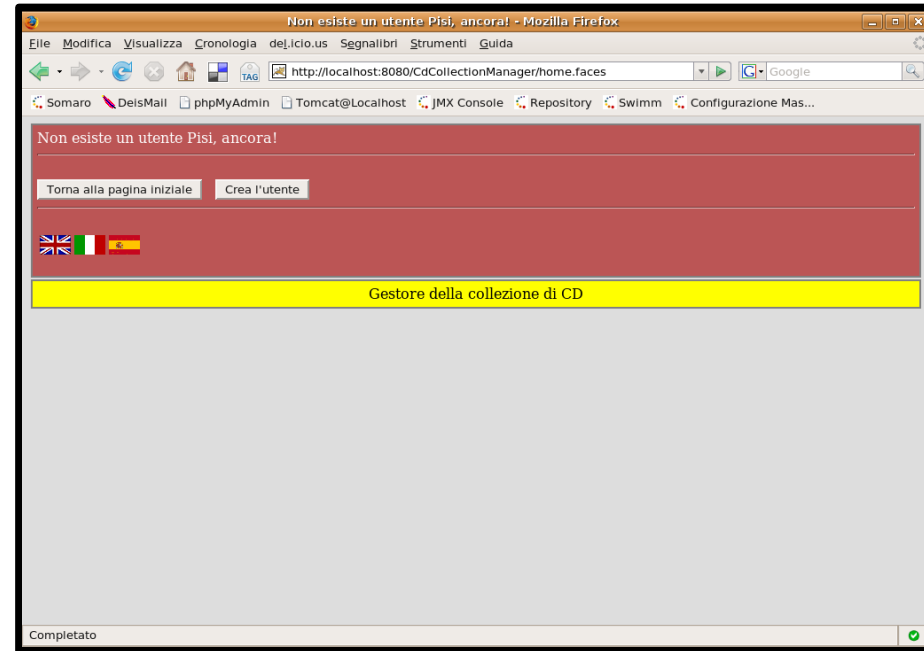 Non esiste un utente Pisi, ancora! - Mozilla Firefox
File Modifica Visualizza Cronologia del.icio.us Segnalibri Strumenti Guida
TAG http://localhost:8080/CdCollectionManager/home.faces G Google
Somaro DeisMail phpMyAdmin Tomcat@Localhost JMX Console Repository Swimm Configurazione Mas...
Non esiste un utente Pisi, ancora!
Torna alla pagina iniziale Crea l'utente
Gestore della collezione di CD
Completato